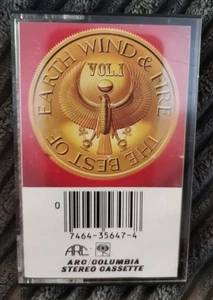 THE BEST OF EARTH WIND & FIRE
VOL.I
0
7464-35647-4
ARC
ARC/COLUMBIA
STEREO CASSETTE